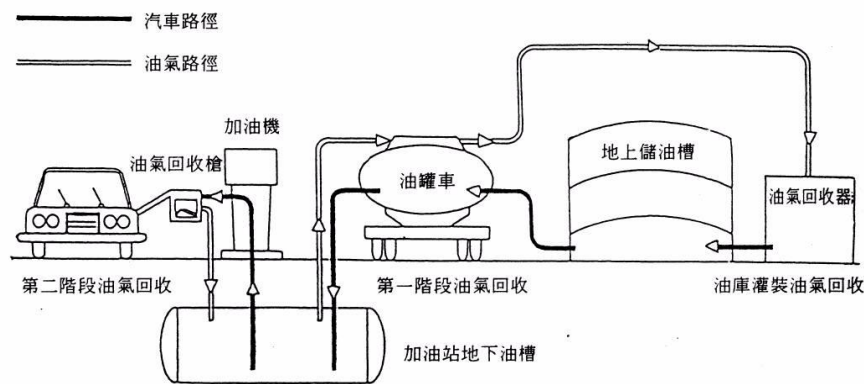 汽車路徑
油氣路徑
加油機
油氣回收槍
油罐車
地上儲油槽
油氣回收器
第二階段油氣回收
第一階段油氣回收
油庫灌裝油氣回收
加油站地下油槽